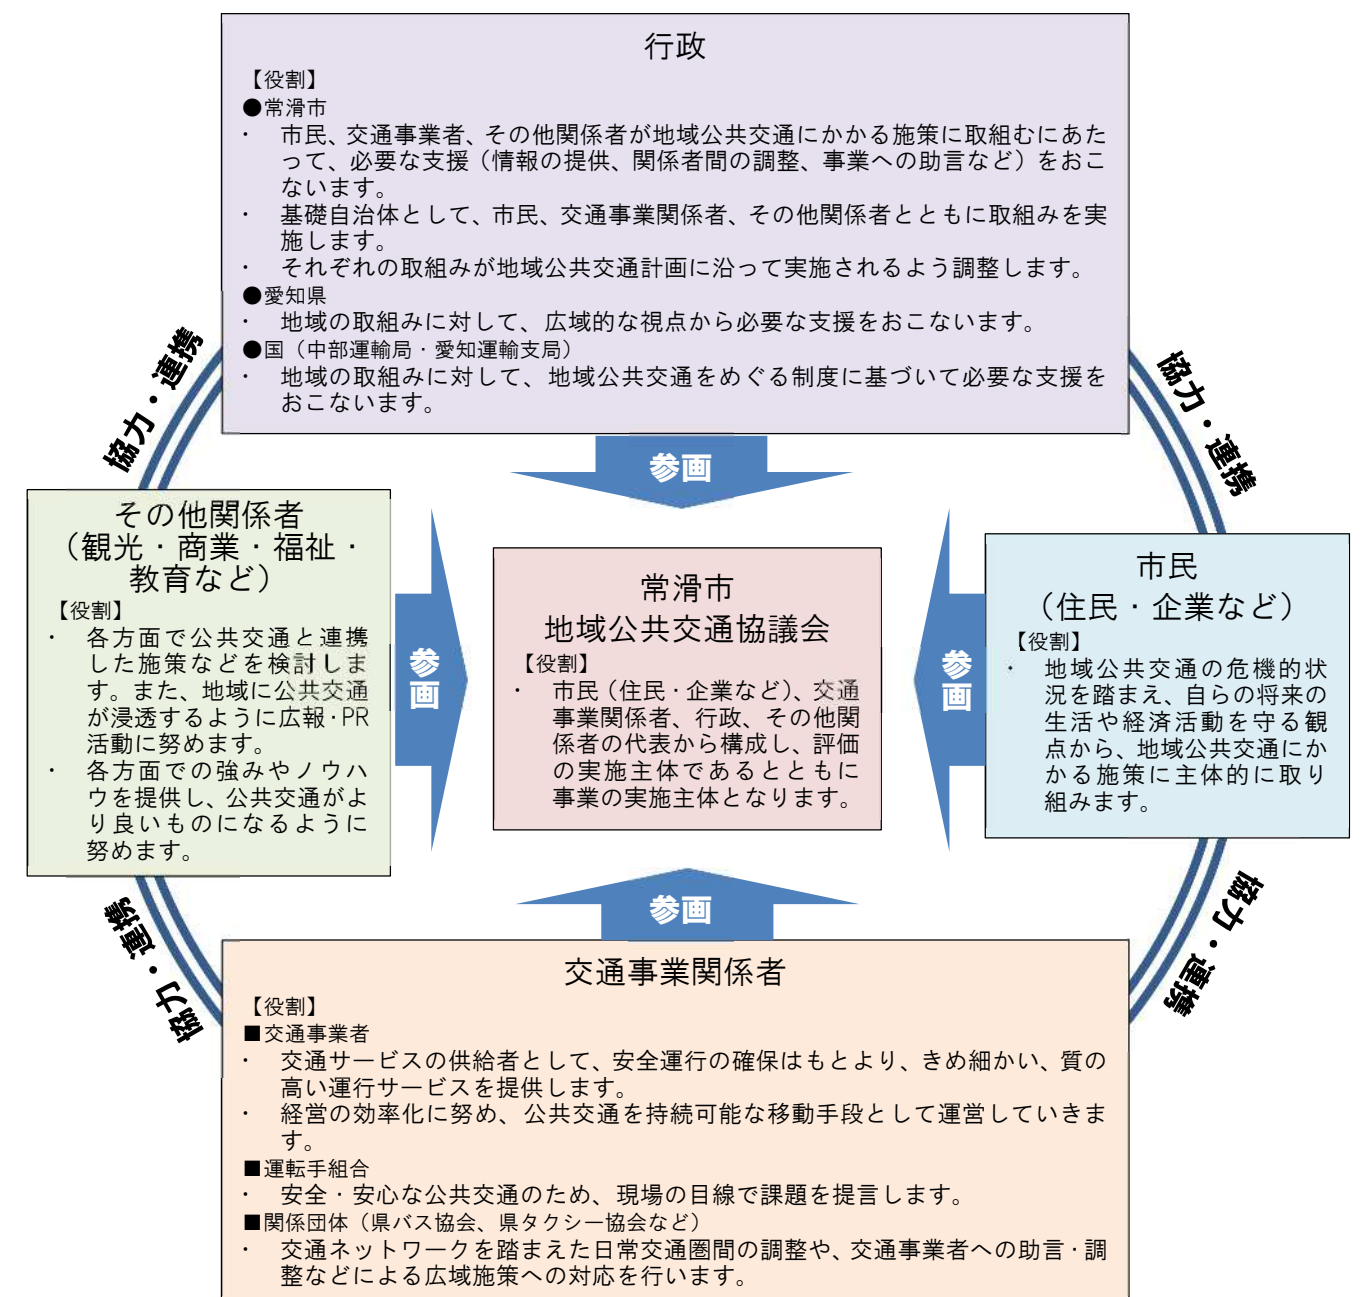 行政
【役割】
●常滑市
・ 市民、交通事業者、その他関係者が地域公共交通にかかる施策に取組むにあた
って、必要な支援（情報の提供、関係者間の調整、事業への助言など）をおこ
ないます。
・ 基礎自治体として、市民、交通事業関係者、その他関係者とともに取組みを実
施します。
・ それぞれの取組みが地域公共交通計画に沿って実施されるよう調整します。
●愛知県
・ 地域の取組みに対して、広域的な視点から必要な支援をおこないます。
●国（中部運輸局・愛知運輸支局）
・ 地域の取組みに対して、地域公共交通をめぐる制度に基づいて必要な支援を
おこないます。
協力・連携
協力・連携
参画
その他関係者
（観光・商業・福祉・
教育など）
【役割】
・ 各方面で公共交通と連携
した施策などを検討しま
す。また、地域に公共交通
が浸透するように広報・PR
活動に努めます。
・ 各方面での強みやノウハ
ウを提供し、公共交通がよ
り良いものになるように
努めます。
参画
常滑市
地域公共交通協議会
【役割】
・ 市民（住民・企業など）、交通
事業関係者、行政、その他関
係者の代表から構成し、評価
の実施主体であるとともに
事業の実施主体となります。
参画
市民
（住民・企業など）
【役割】
・ 地域公共交通の危機的状
況を踏まえ、自らの将来の
生活や経済活動を守る観
点から、地域公共交通にか
かる施策に主体的に取り
組みます。
参画
協力・連携
協力・連携
交通事業関係者
【役割】
■交通事業者
・ 交通サービスの供給者として、安全運行の確保はもとより、きめ細かい、質の
高い運行サービスを提供します。
・ 経営の効率化に努め、公共交通を持続可能な移動手段として運営していきま
す。
■運転手組合
・ 安全・安心な公共交通のため、現場の目線で課題を提言します。
■関係団体（県バス協会、県タクシー協会など）
・ 交通ネットワークを踏まえた日常交通圏間の調整や、交通事業者への助言・調
整などによる広域施策への対応を行います。